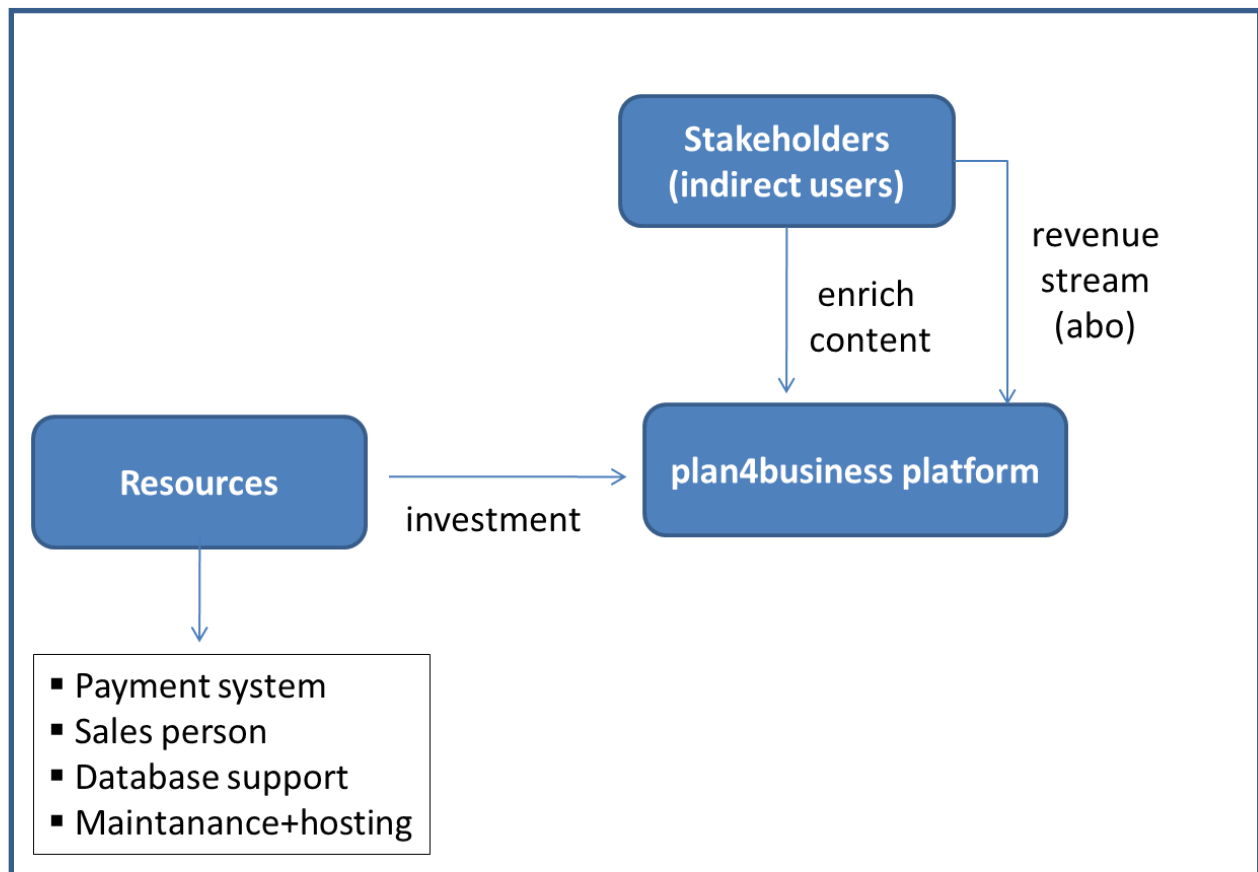 Stakeholders
(indirect users)
revenue
stream
(abo)
enrich
content
Resources
plan4business platform
investment
▪ Payment system
▪ Sales person
▪ Database support
▪ Maintanance+hosting